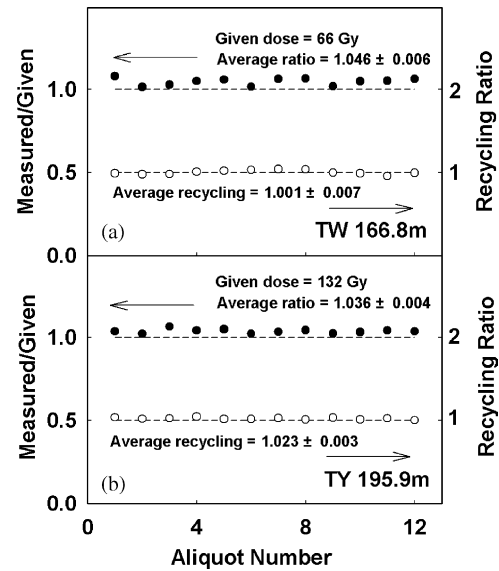 Given dose = 66 Gy
Average ratio = 1.046 ± 0.006
1.0
2
0.5
1
Average recycling = 1.001 ± 0.007
(a)
TW 166.8m
0.0
Measured/Given
Recycling Ratio
Given dose = 132 Gy
Average ratio = 1.036 ± 0.004
1.0
2
0.5
1
Average recycling = 1.023 ± 0.003
(b)
TY 195.9m
0.0
Measured/Given
Recycling Ratio
0
4
8
12
Aliquot Number